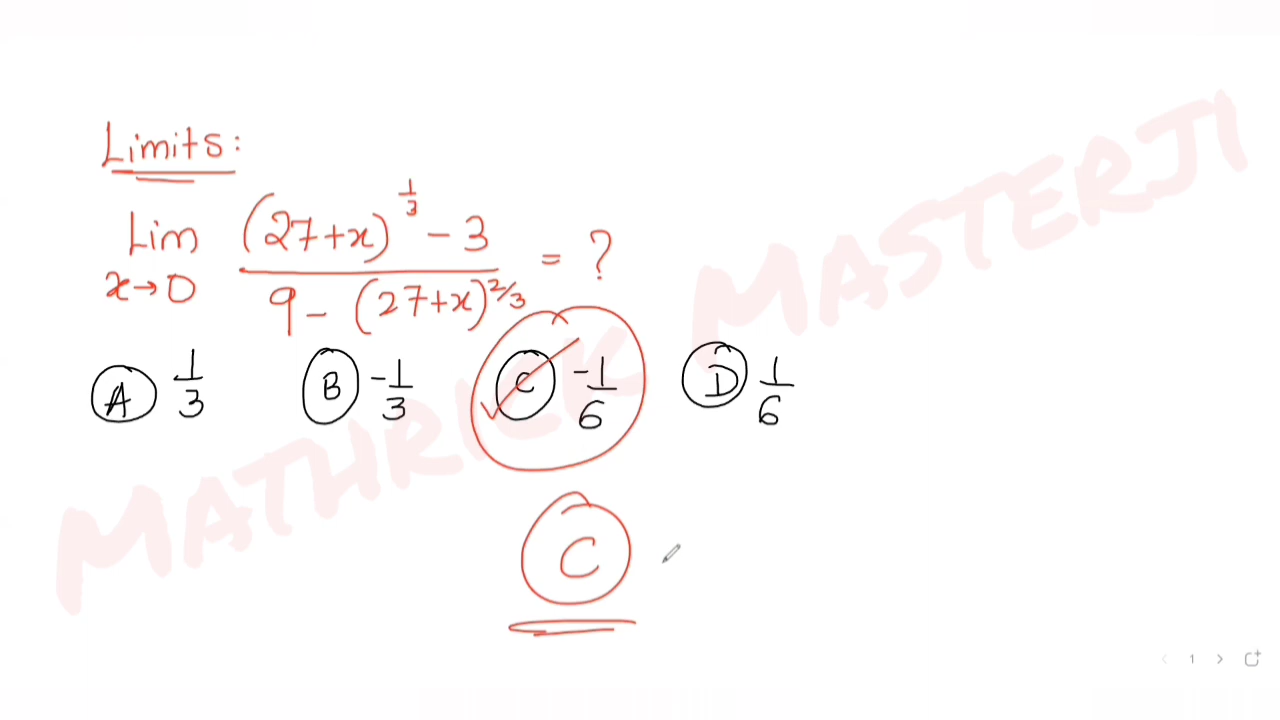 Limits:
Lim x→0 ((27+x)^(1/3) - 3) / (9 - (27+x)^(2/3)) = ?
A 1/3 B -1/3 C -1/6 D 1/6
C
MATHRICK MASTERJI
1